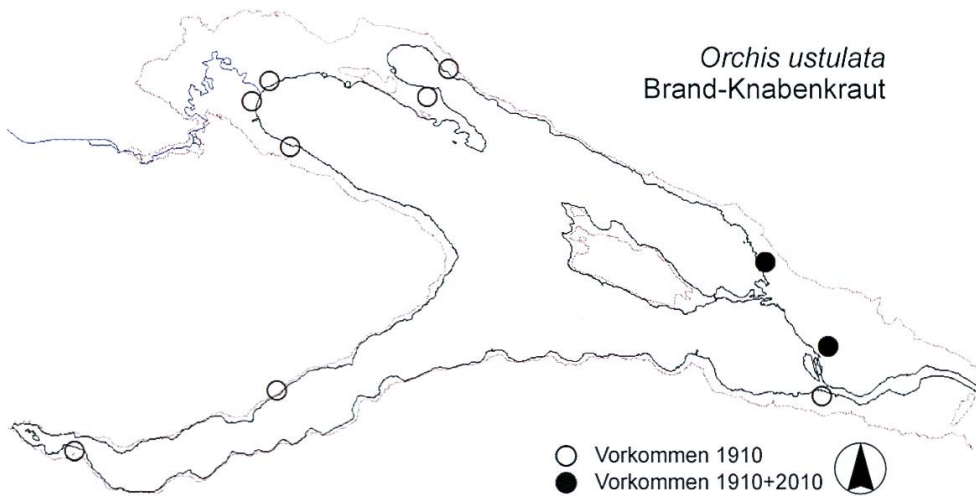 Orchis ustulata
Brand-Knabenkraut
Vorkommen 1910
Vorkommen 1910+2010